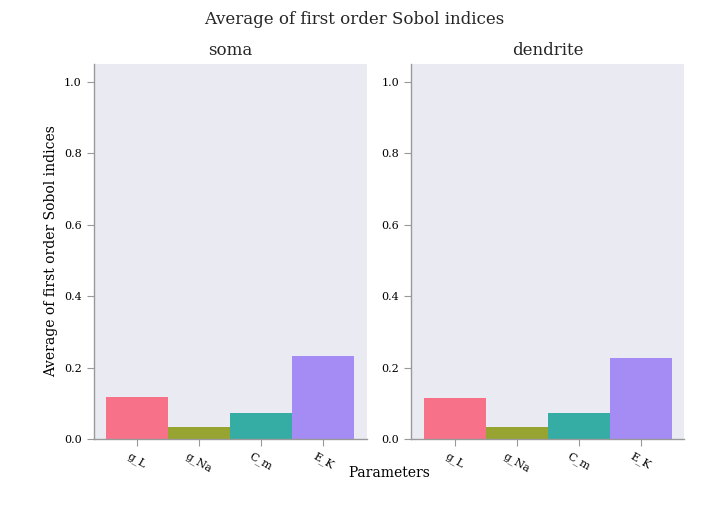 Average of first order Sobol indices
soma
dendrite
Average of first order Sobol indices
1.0
0.8
0.6
0.4
0.2
0.0
g_L
g_Na
C_m
E_K
1.0
0.8
0.6
0.4
0.2
0.0
g_L
g_Na
C_m
E_K
Parameters